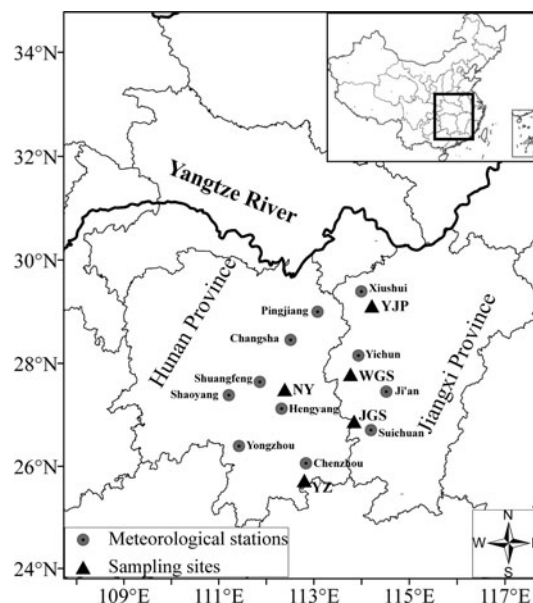 34°N
32°N
30°N
28°N
26°N
24°N
Yangtze River
Hunan Province
Jiangxi Province
Xiushui
YJP
Pingjiang
Changsha
Yichun
WGS
Shuangfeng
Shaoyang
NY
Ji'an
Hengyang
JGS
Suichuan
Yongzhou
Chenzhou
YZ
Meteorological stations
Sampling sites
N
W
E
S
109°E
111°E
113°E
115°E
117°E